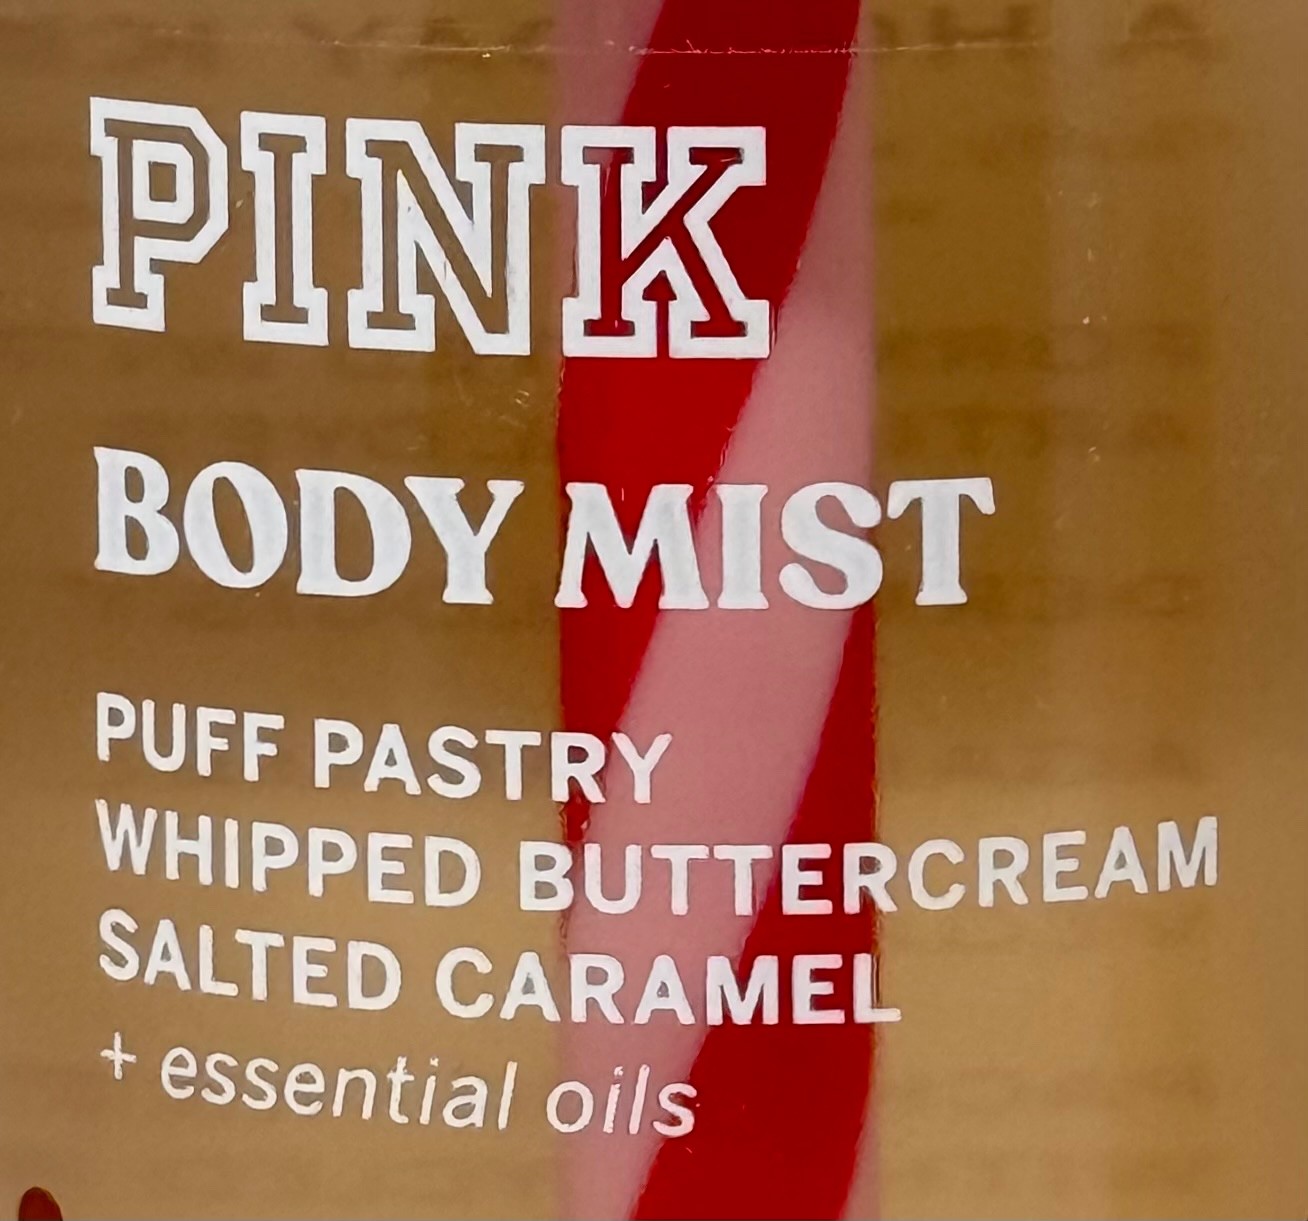 PINK
BODY MIST
PUFF PASTRY
WHIPPED BUTTERCREAM
SALTED CARAMEL
+ essential oils